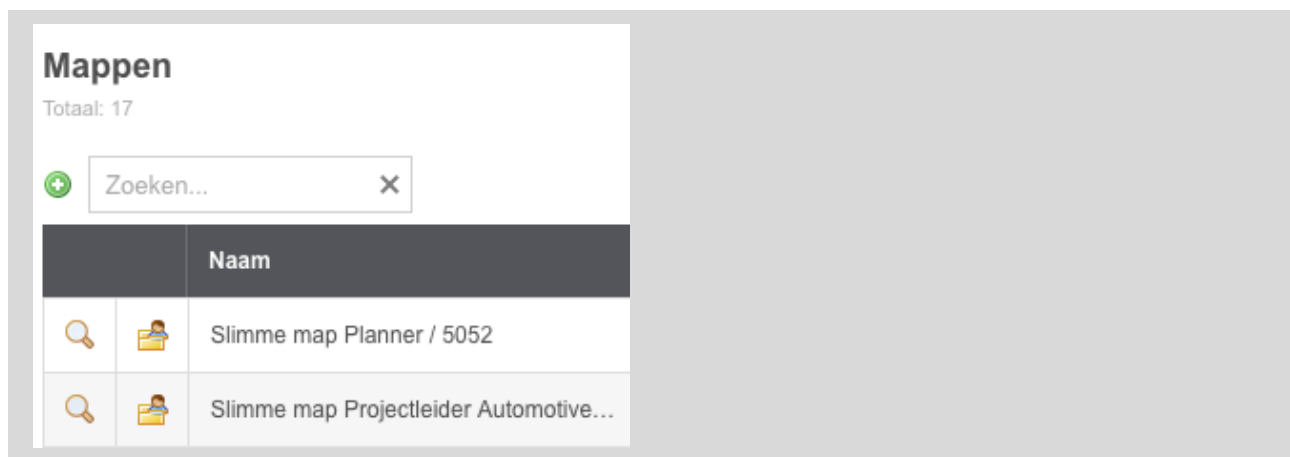 Mappen
Totaal: 17
Zoeken...
Naam
Slimme map Planner / 5052
Slimme map Projectleider Automotive...